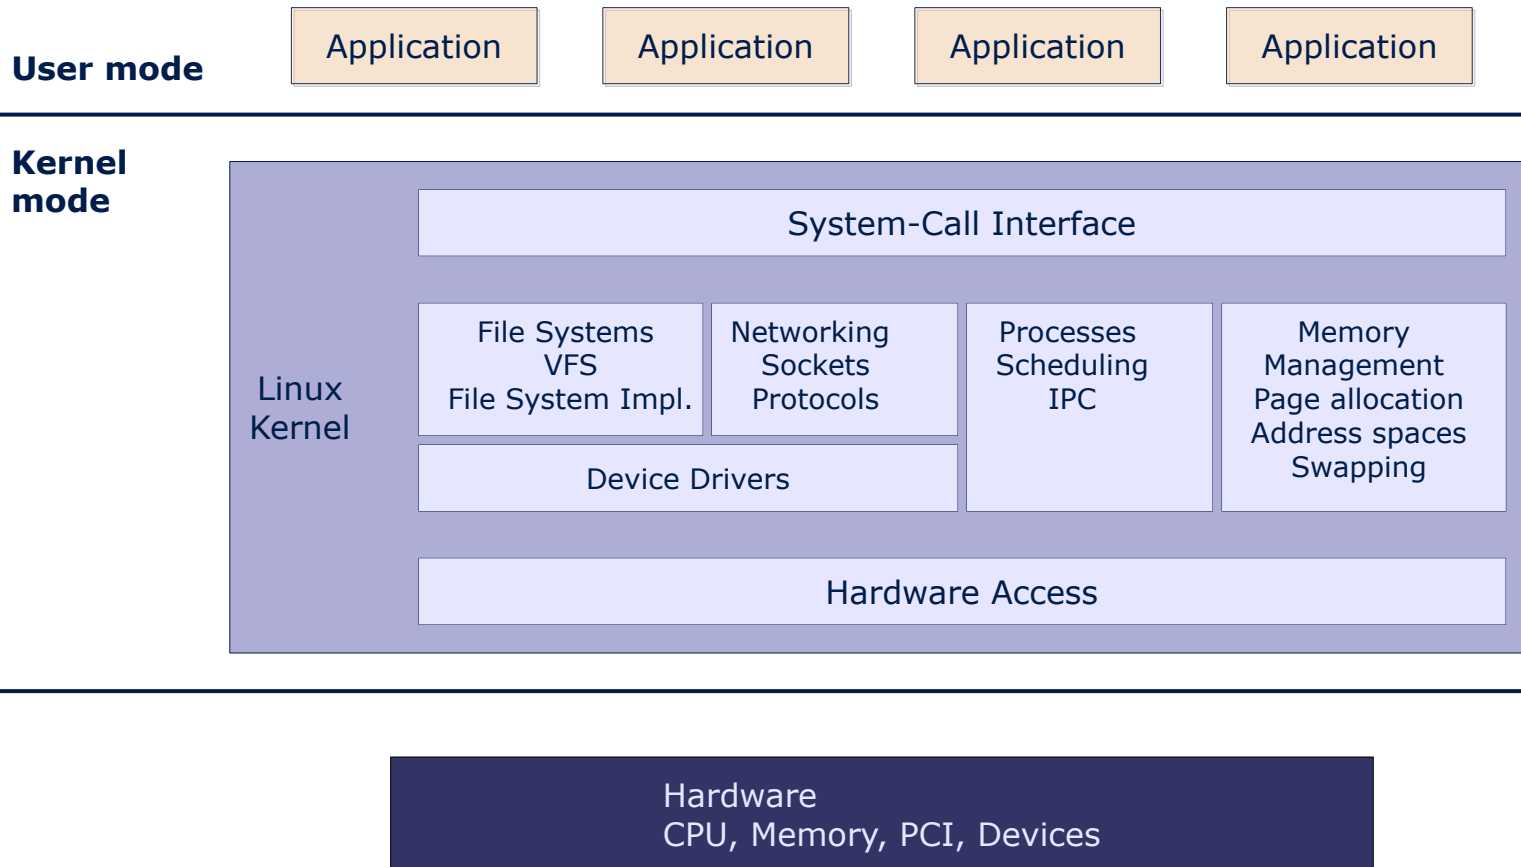 User mode
Application
Application
Application
Application
Kernel
mode
System-Call Interface
Linux
Kernel
File Systems
VFS
File System Impl.
Networking
Sockets
Protocols
Processes
Scheduling
IPC
Memory
Management
Page allocation
Address spaces
Swapping
Device Drivers
Hardware Access
Hardware
CPU, Memory, PCI, Devices